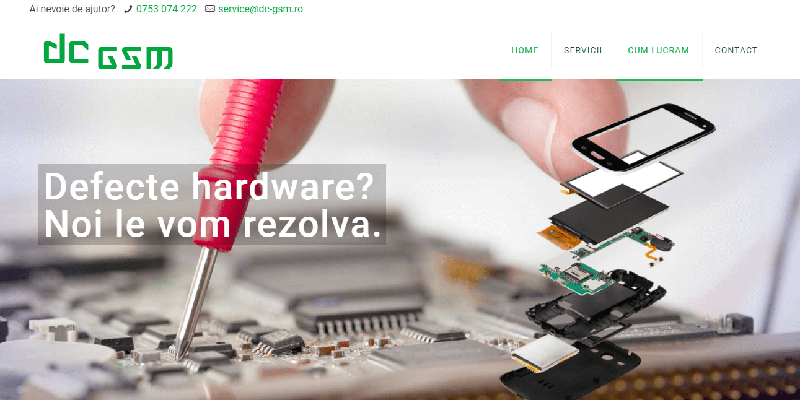 Ai nevoie de ajutor? 0753 074 222 service@dc-gsm.ro
dc GSM
HOME SERVICII CUM LUCRAM CONTACT
Defecte hardware?
Noi le vom rezolva.